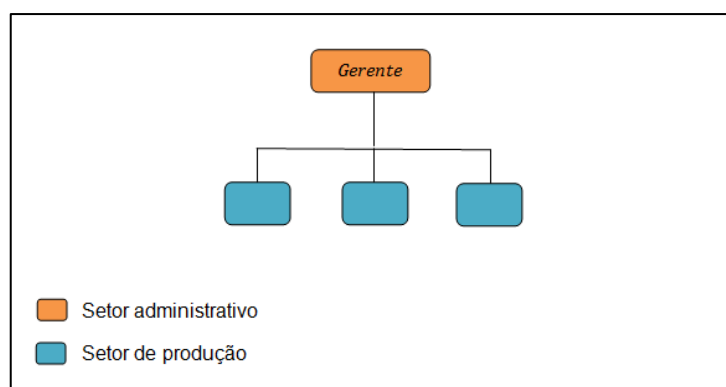 Gerente
Setor administrativo
Setor de produção